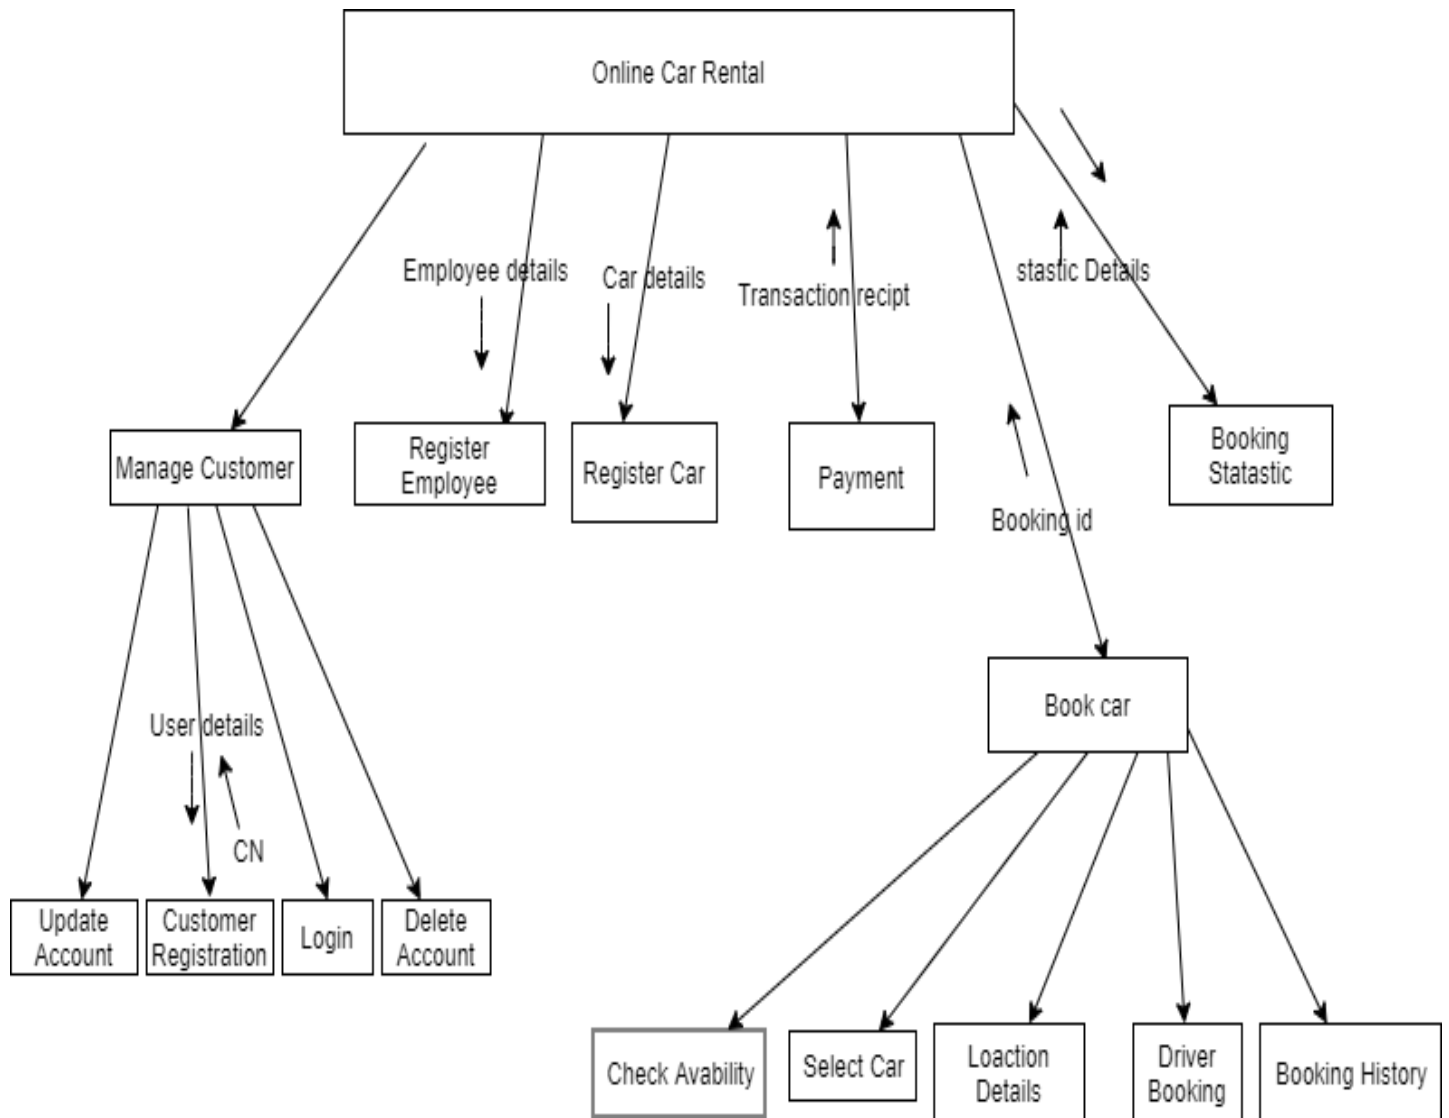 Online Car Rental
Employee details
Car details
Transaction recipt
stastic Details
Manage Customer
Register
Employee
Register Car
Payment
Booking
Statastic
Booking id
User details
CN
Book car
Update
Account
Customer
Registration
Login
Delete
Account
Check Avability
Select Car
Loaction
Details
Driver
Booking
Booking History